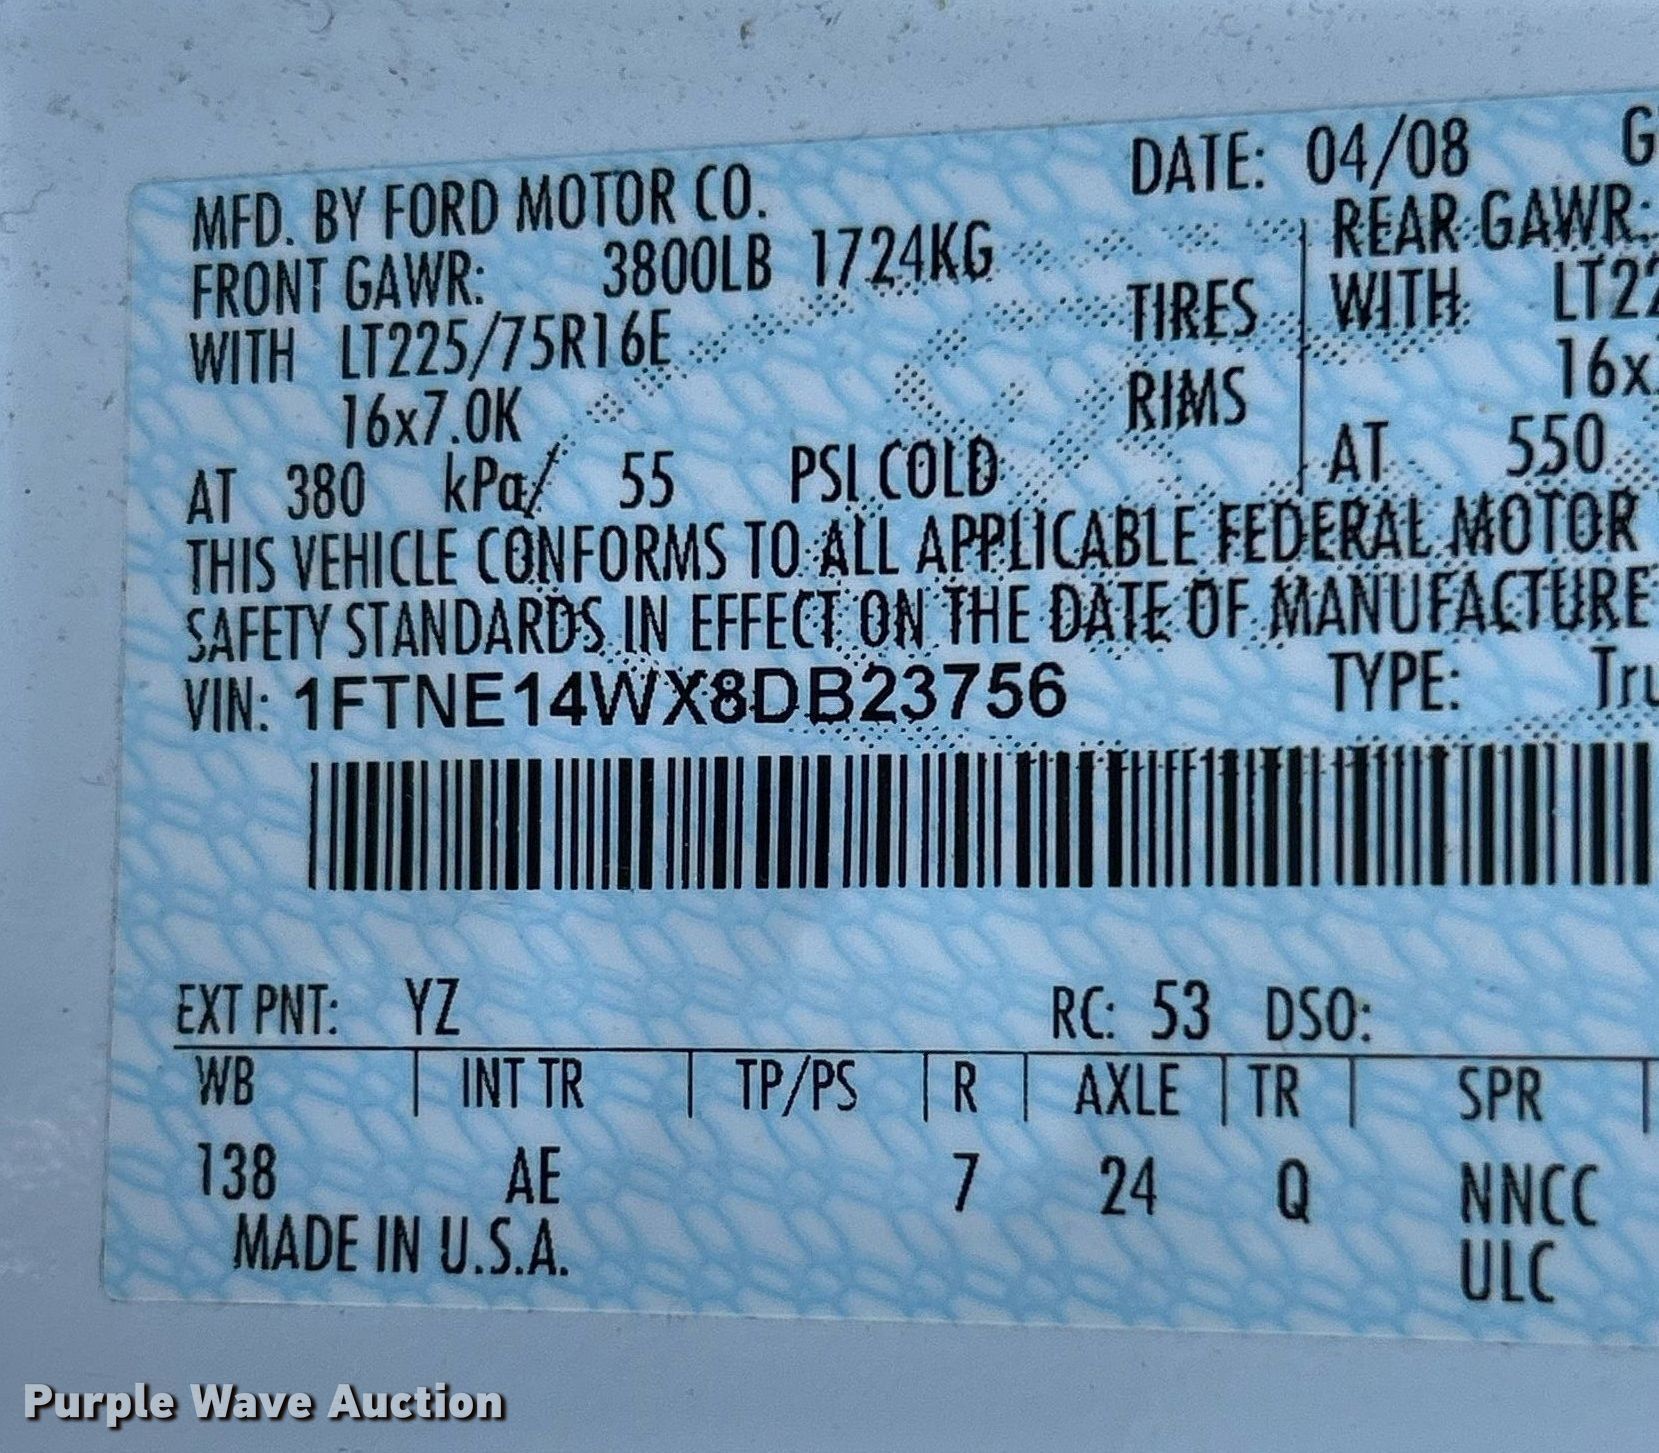 MFD. BY FORD MOTOR CO. DATE: 04/08
FRONT GAWR: 3800LB 1724KG REAR GAWR:
WITH LT225/75R16E TIRES WITH
16x7.0K RIMS
AT 380 kPa/ 55 PSI COLD AT 550
THIS VEHICLE CONFORMS TO ALL APPLICABLE FEDERAL MOTOR
SAFETY STANDARDS IN EFFECT ON THE DATE OF MANUFACTURE
VIN: 1FTNE14WX8DB23756 TYPE:
EXT PNT: YZ RC: 53 DSO:
WB INT TR TP/PS R AXLE TR SPR
138 AE 7 24 Q NNCC
MADE IN U.S.A. ULC
Purple Wave Auction